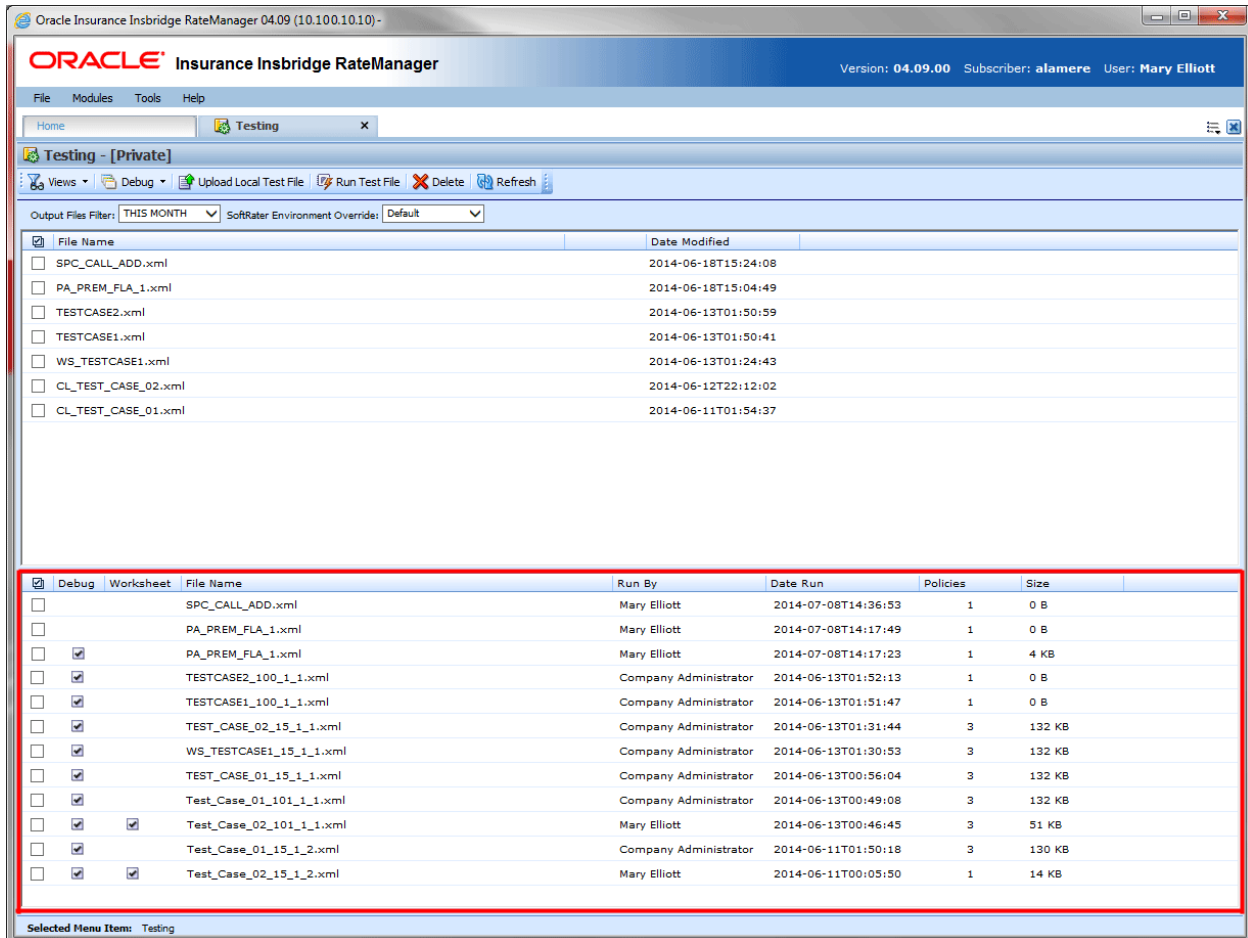 Oracle Insurance Insbridge RateManager 04.09 (10.100.10.10) -
ORACLE Insurance Insbridge RateManager
Version: 04.09.00 Subscriber: alamere User: Mary Elliott
File Modules Tools Help
Home Testing x
Testing - [Private]
Views Debug Upload Local Test File Run Test File Delete Refresh
Output Files Filter: THIS MONTH SoftRater Environment Override: Default
File Name Date Modified
SPC_CALL_ADD.xml 2014-06-18T15:24:08
PA_PREM_FLA_1.xml 2014-06-18T15:04:49
TESTCASE2.xml 2014-06-13T01:50:59
TESTCASE1.xml 2014-06-13T01:50:41
WS_TESTCASE1.xml 2014-06-13T01:24:43
CL_TEST_CASE_02.xml 2014-06-12T22:12:02
CL_TEST_CASE_01.xml 2014-06-11T01:54:37
Debug Worksheet File Name Run By Date Run Policies Size
SPC_CALL_ADD.xml Mary Elliott 2014-07-08T14:36:53 1 0 B
PA_PREM_FLA_1.xml Mary Elliott 2014-07-08T14:17:49 1 0 B
PA_PREM_FLA_1.xml Mary Elliott 2014-07-08T14:17:23 1 4 KB
TESTCASE2_100_1_1.xml Company Administrator 2014-06-13T01:52:13 1 0 B
TESTCASE1_100_1_1.xml Company Administrator 2014-06-13T01:51:47 1 0 B
TEST_CASE_02_15_1_1.xml Company Administrator 2014-06-13T01:31:44 3 132 KB
WS_TESTCASE1_15_1_1.xml Company Administrator 2014-06-13T01:30:53 3 132 KB
TEST_CASE_01_15_1_1.xml Company Administrator 2014-06-13T00:56:04 3 132 KB
Test_Case_01_101_1_1.xml Company Administrator 2014-06-13T00:49:08 3 132 KB
Test_Case_02_101_1_1.xml Mary Elliott 2014-06-13T00:46:45 3 51 KB
Test_Case_01_15_1_2.xml Company Administrator 2014-06-11T01:50:18 3 130 KB
Test_Case_02_15_1_2.xml Mary Elliott 2014-06-11T00:05:50 1 14 KB
Selected Menu Item: Testing